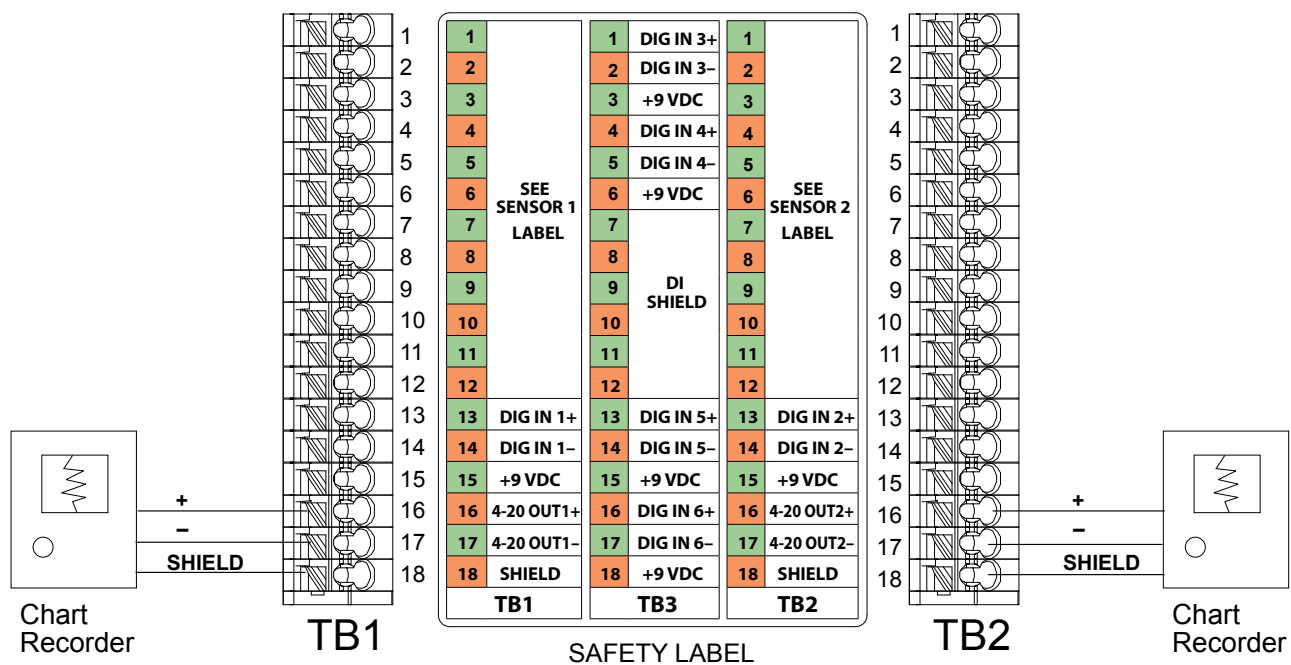 1
2
3
4
5
6
7
8
9
10
11
12
13
14
15
16
17
18
TB1
+
–
SHIELD
Chart
Recorder
1
2
3
4
5
6
7
8
9
10
11
12
SEE
SENSOR 1
LABEL
13 DIG IN 1+
14 DIG IN 1–
15 +9 VDC
16 4-20 OUT1+
17 4-20 OUT1–
18 SHIELD
TB1
1 DIG IN 3+
2 DIG IN 3–
3 +9 VDC
4 DIG IN 4+
5 DIG IN 4–
6 +9 VDC
7
8
9
10
11
12
DI
SHIELD
13 DIG IN 5+
14 DIG IN 5–
15 +9 VDC
16 DIG IN 6+
17 DIG IN 6–
18 +9 VDC
TB3
1
2
3
4
5
6
7
8
9
10
11
12
SEE
SENSOR 2
LABEL
13 DIG IN 2+
14 DIG IN 2–
15 +9 VDC
16 4-20 OUT2+
17 4-20 OUT2–
18 SHIELD
TB2
SAFETY LABEL
1
2
3
4
5
6
7
8
9
10
11
12
13
14
15
16
17
18
TB2
+
–
SHIELD
Chart
Recorder